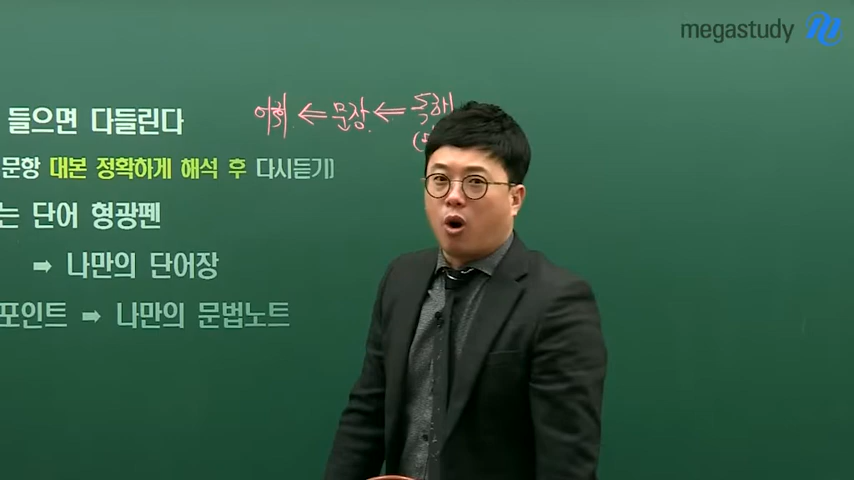 megastudy
어휘 ⇐ 문장 ⇐ 독해
들으면 다들린다
문항 대본 정확하게 해석 후 다시듣기)
는 단어 형광펜
➡ 나만의 단어장
포인트 ➡ 나만의 문법노트